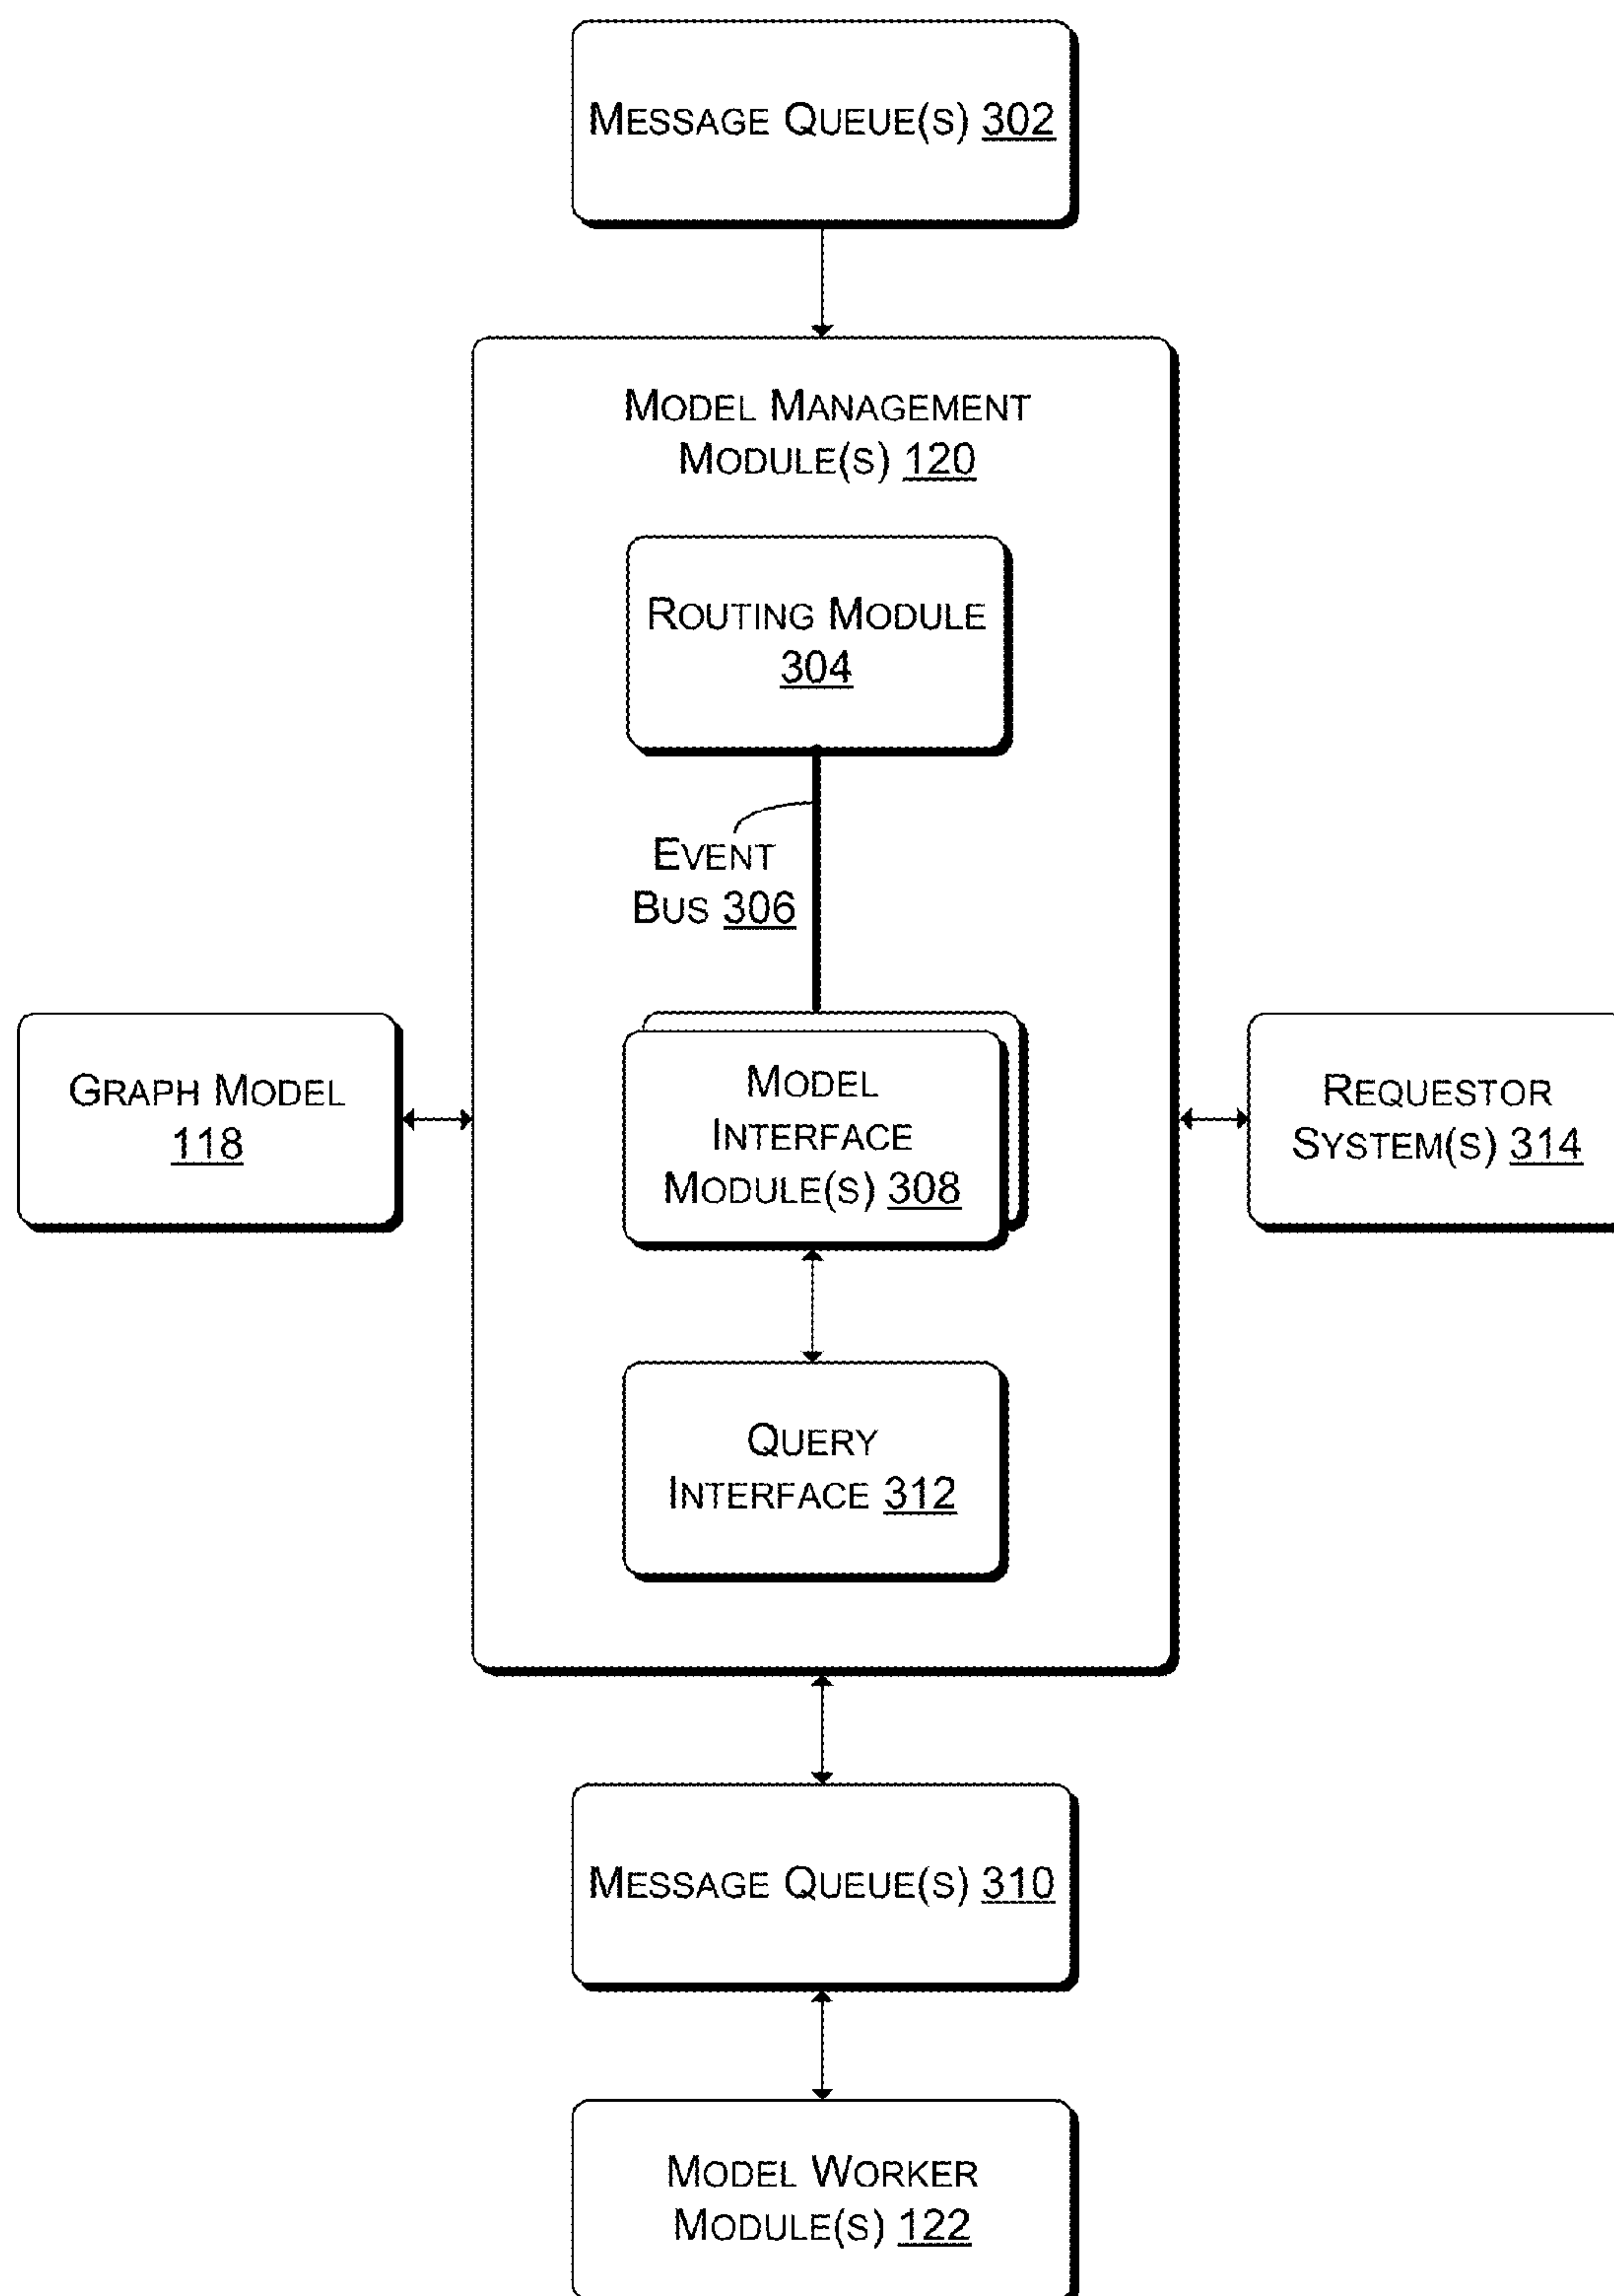 MESSAGE QUEUE(S) 302
MODEL MANAGEMENT
MODULE(S) 120
ROUTING MODULE
304
EVENT
BUS 306
GRAPH MODEL
118
MODEL
INTERFACE
MODULE(S) 308
REQUESTOR
SYSTEM(S) 314
QUERY
INTERFACE 312
MESSAGE QUEUE(S) 310
MODEL WORKER
MODULE(S) 122